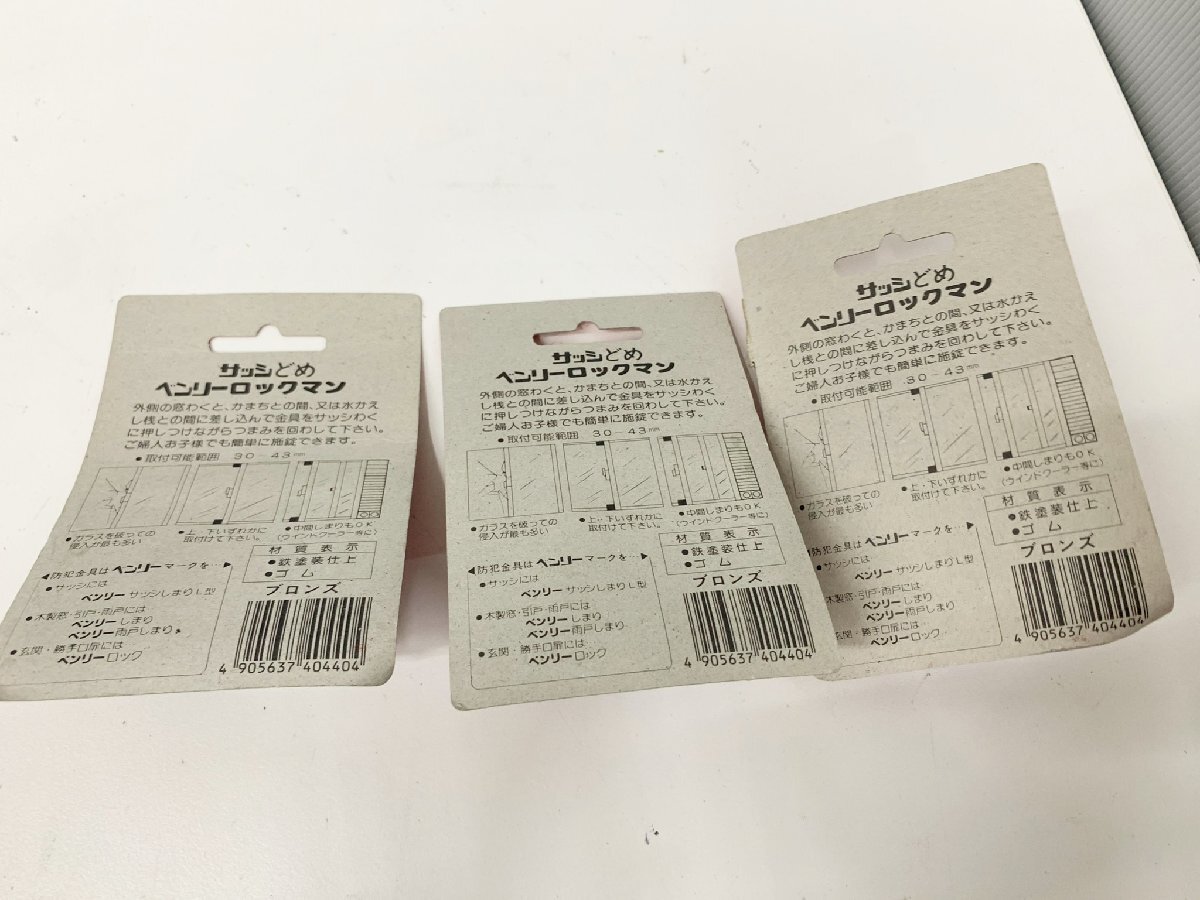 サッシどめ
ベンリーロックマン
外側の窓わくと、かまちとの間、又は水かえ
し桟との間に差し込んで金具をサッシわく
に押しつけながらつまみを回わして下さい。
ご婦人お子様でも簡単に施錠できます。
●取付可能範囲 30-43mm
●ガラスを破っての
侵入が最も多い
●上・下いずれかに
取付けて下さい。
●中間しまりもOK
(ウインドクーラー等に)
材質表示
●鉄塗装仕上
●ゴム
◀防犯金具はベンリーマークを…▶
●サッシには
ベンリー サッシしまりL型
●木製窓・引戸・雨戸には
ベンリーしまり
ベンリー雨戸しまり
●玄関・勝手口扉には
ベンリーロック
ブロンズ
4 905637 404404
サッシどめ
ベンリーロックマン
外側の窓わくと、かまちとの間、又は水かえ
し桟との間に差し込んで金具をサッシわく
に押しつけながらつまみを回わして下さい。
ご婦人お子様でも簡単に施錠できます。
●取付可能範囲 30-43mm
●ガラスを破っての
侵入が最も多い
●上・下いずれかに
取付けて下さい。
●中間しまりもOK
(ウインドクーラー等に)
材質表示
●鉄塗装仕上
●ゴム
◀防犯金具はベンリーマークを…▶
●サッシには
ベンリー サッシしまりL型
●木製窓・引戸・雨戸には
ベンリーしまり
ベンリー雨戸しまり
●玄関・勝手口扉には
ベンリーロック
ブロンズ
4 905637 404404
サッシどめ
ベンリーロックマン
外側の窓わくと、かまちとの間、又は水かえ
し桟との間に差し込んで金具をサッシわく
に押しつけながらつまみを回わして下さい。
ご婦人お子様でも簡単に施錠できます。
●取付可能範囲 30-43mm
●ガラスを破っての
侵入が最も多い
●上・下いずれかに
取付けて下さい。
●中間しまりもOK
(ウインドクーラー等に)
材質表示
●鉄塗装仕上
●ゴム
防犯金具はベンリーマークを…▶
●サッシには
ベンリー サッシしまりL型
木製窓・引戸・雨戸には
ベンリーしまり
ベンリー雨戸しまり
玄関・勝手口扉には
ベンリーロック
ブロンズ
4 905637 404404